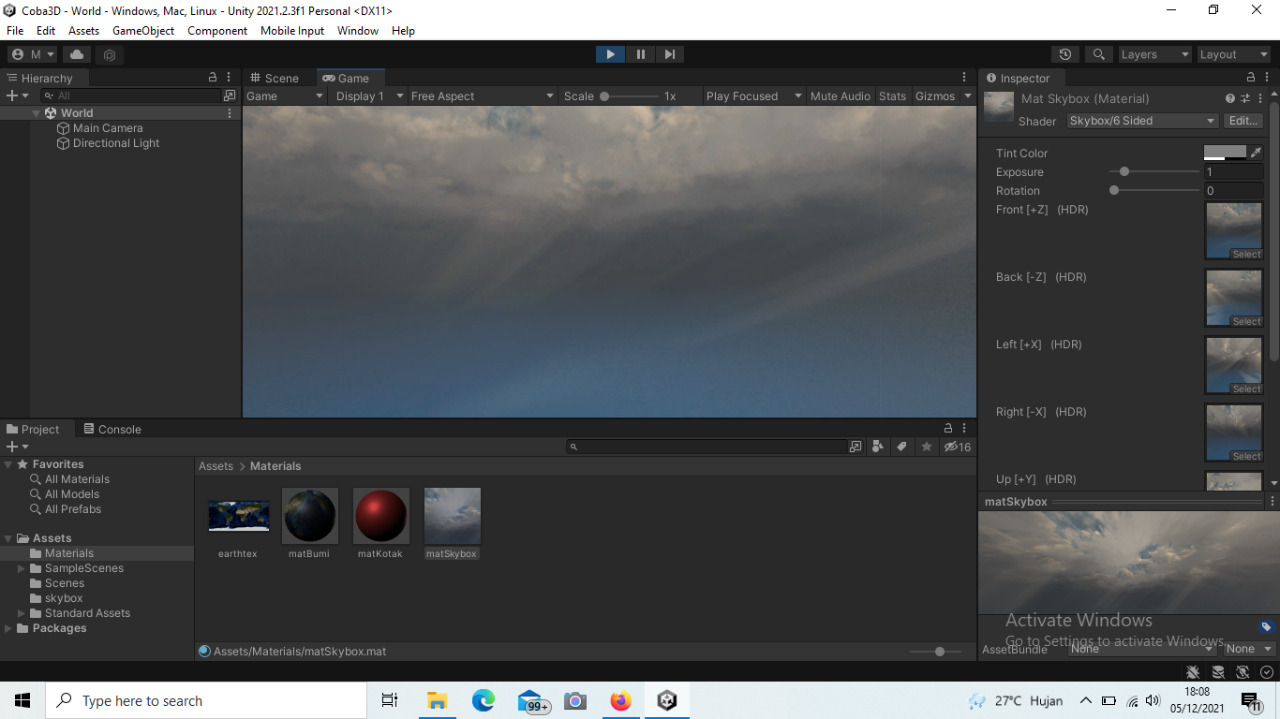 Coba3D - World - Windows, Mac, Linux - Unity 2021.2.3f1 Personal <DX11>
File Edit Assets GameObject Component Mobile Input Window Help
M Layers Layout
Hierarchy Scene Game Inspector
All Game Display 1 Free Aspect Scale 1x Play Focused Mute Audio Stats Gizmos
World
Main Camera
Directional Light
Mat Skybox (Material)
Shader Skybox/6 Sided Edit...
Tint Color
Exposure 1
Rotation 0
Front [+Z] (HDR)
Select
Back [-Z] (HDR)
Select
Left [+X] (HDR)
Select
Right [-X] (HDR)
Select
Up [+Y] (HDR)
Project Console
16
Favorites
All Materials
All Models
All Prefabs
Assets
Materials
SampleScenes
Scenes
skybox
Standard Assets
Packages
Assets > Materials
earthtex matBumi matKotak matSkybox
Assets/Materials/matSkybox.mat
matSkybox
Activate Windows
Go to Settings to activate Windows.
AssetBundle None None
Type here to search
99+
27°C Hujan
18:08
05/12/2021
11